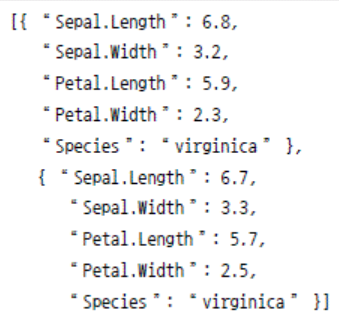 [{ “Sepal.Length”: 6.8,
“Sepal.Width”: 3.2,
“Petal.Length”: 5.9,
“Petal.Width”: 2.3,
“Species”: “virginica” },
{ “Sepal.Length”: 6.7,
“Sepal.Width”: 3.3,
“Petal.Length”: 5.7,
“Petal.Width”: 2.5,
“Species”: “virginica” }]